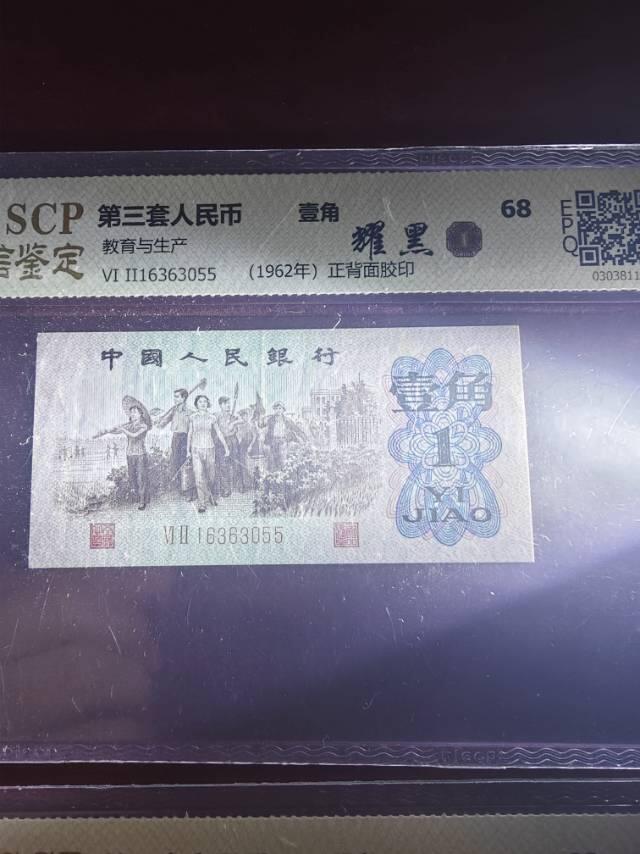 SCP 第三套人民币 壹角 68 EPQ
信鉴定 教育与生产 耀黑
VI II16363055 (1962年) 正背面胶印 0303811
中國人民銀行
壹角
1
YI
JIAO
VI II 16363055